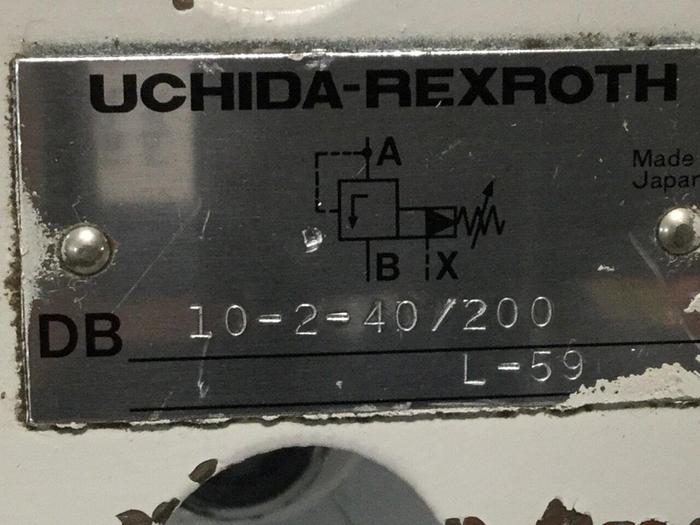 UCHIDA-REXROTH
A
Made
Japan
B X
DB 10-2-40/200
L-59